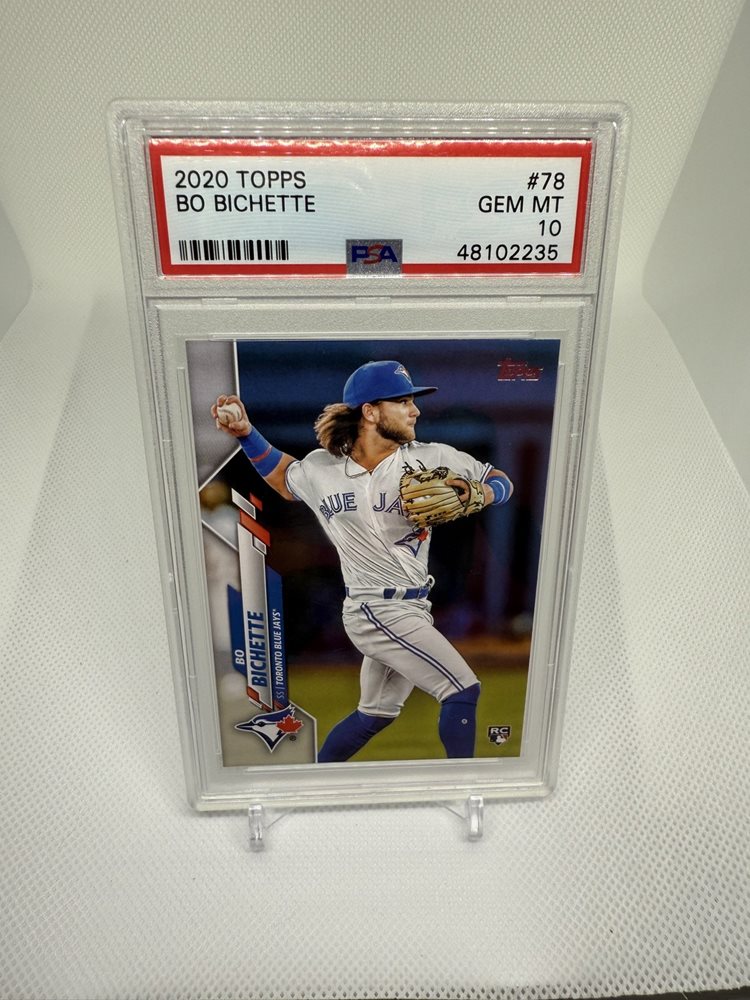 2020 TOPPS #78
BO BICHETTE GEM MT
10
PSA 48102235
Topps
BLUE JA
BO
BICHETTE
SS | TORONTO BLUE JAYS®
®
RC